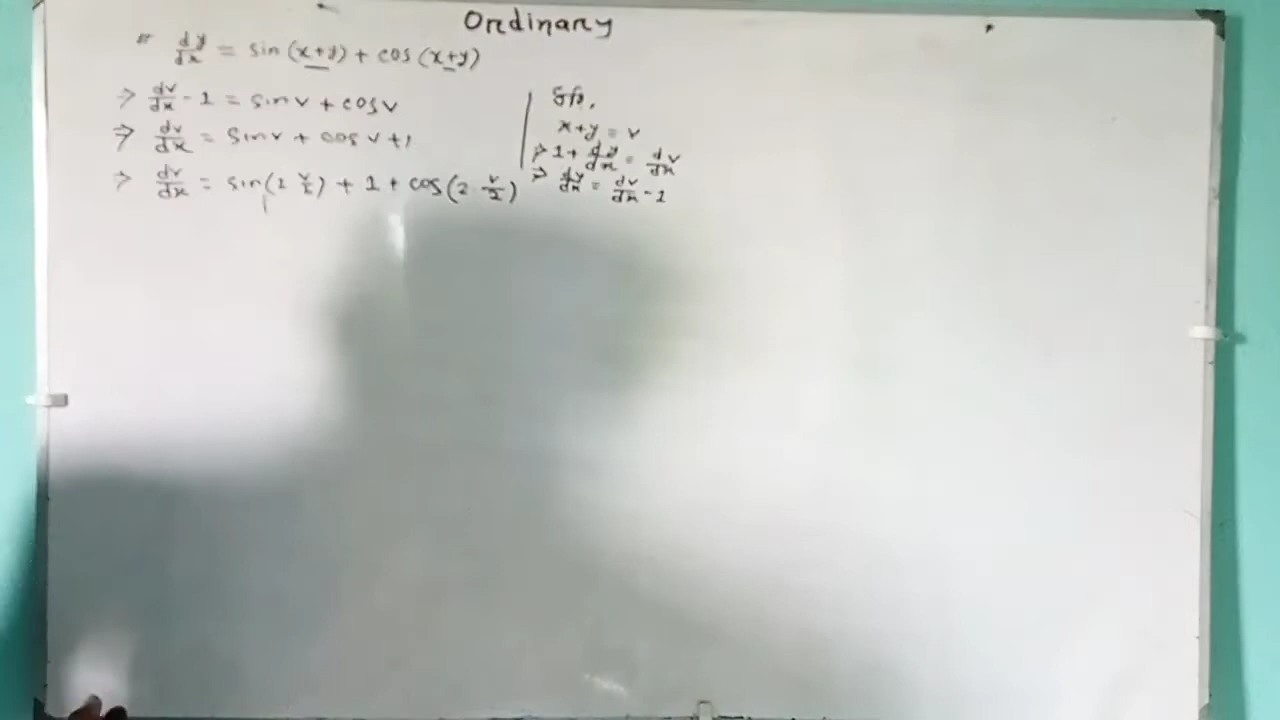 Ordinary
# dy/dx = sin (x+y) + cos (x+y)
⇒ dv/dx - 1 = sin v + cos v
⇒ dv/dx = sin v + cos v + 1
⇒ dv/dx = sin(2 v/2) + 1 + cos(2 v/2)
ধরি,
x+y = v
⇒ 1 + dy/dx = dv/dx
⇒ dy/dx = dv/dx - 1